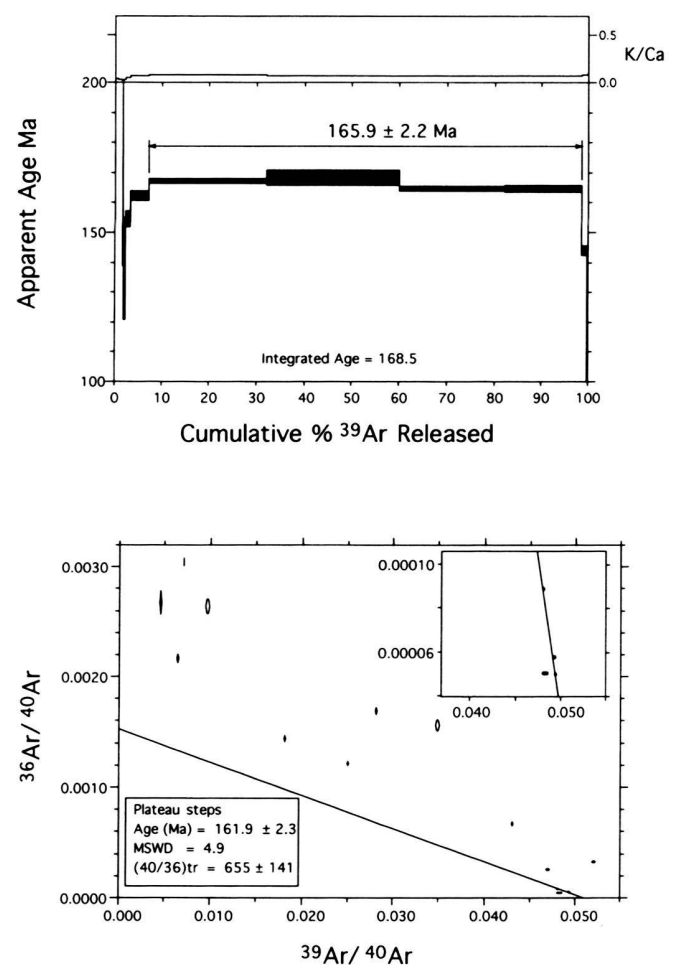 0.5
K/Ca
0.0
200
165.9 ± 2.2 Ma
Apparent Age Ma
150
Integrated Age = 168.5
100
0 10 20 30 40 50 60 70 80 90 100
Cumulative % ³⁹Ar Released
0.0030
0.00010
0.00006
0.0020
0.040 0.050
³⁶Ar/ ⁴⁰Ar
0.0010
Plateau steps
Age (Ma) = 161.9 ± 2.3
MSWD = 4.9
(40/36)tr = 655 ± 141
0.0000
0.000 0.010 0.020 0.030 0.040 0.050
³⁹Ar/ ⁴⁰Ar